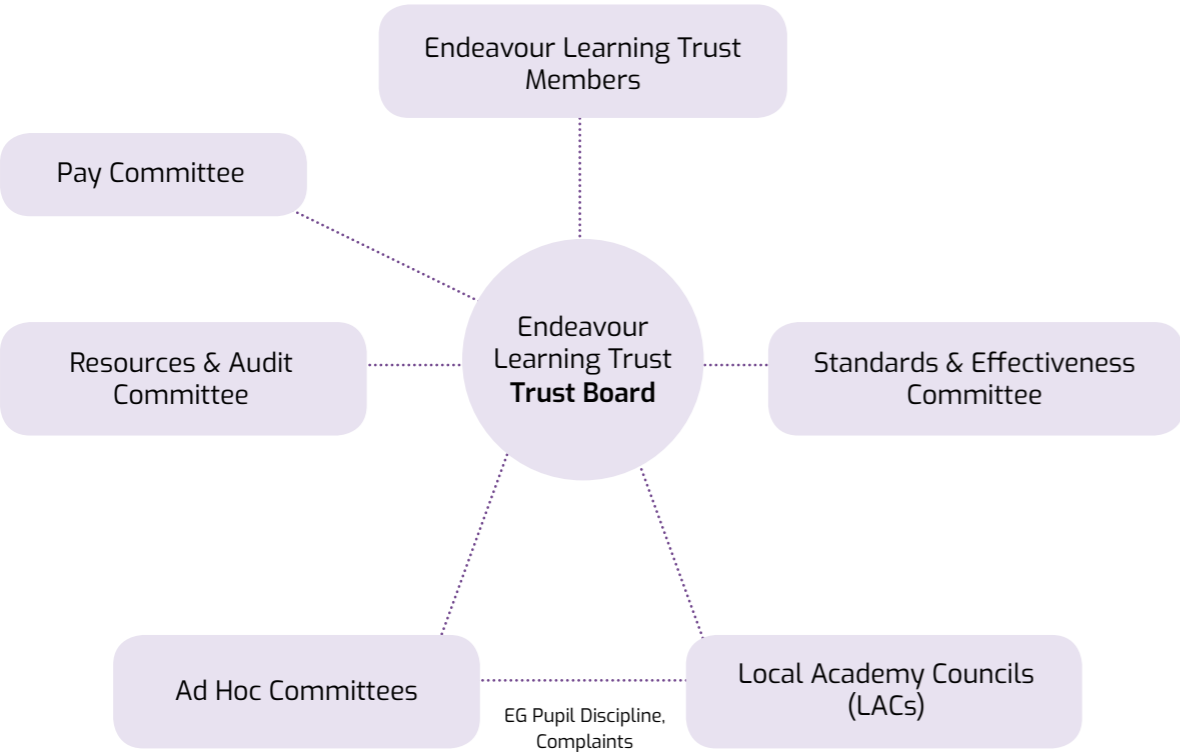 Endeavour Learning Trust
Members
Pay Committee
Endeavour
Learning Trust
Trust Board
Resources & Audit
Committee
Standards & Effectiveness
Committee
Ad Hoc Committees
EG Pupil Discipline,
Complaints
Local Academy Councils
(LACs)